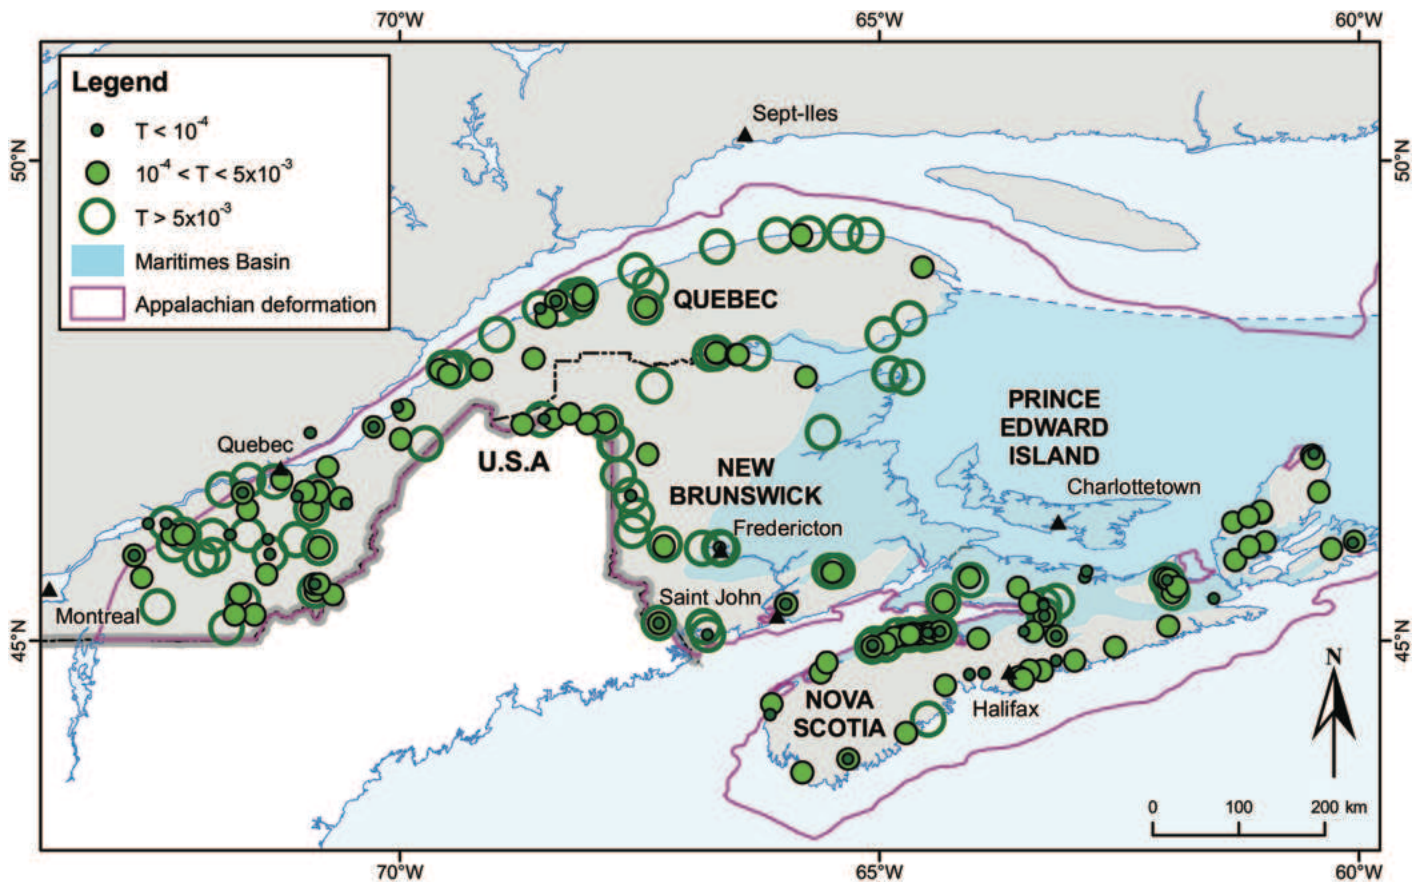 70°W
65°W
60°W
Legend
T < 10⁻⁴
10⁻⁴ < T < 5x10⁻³
T > 5x10⁻³
Maritimes Basin
Appalachian deformation
50°N
50°N
Sept-Iles
QUEBEC
Quebec
U.S.A
NEW
BRUNSWICK
PRINCE
EDWARD
ISLAND
Charlottetown
Fredericton
Montreal
Saint John
45°N
45°N
NOVA
SCOTIA
Halifax
N
0 100 200 km
70°W
65°W
60°W